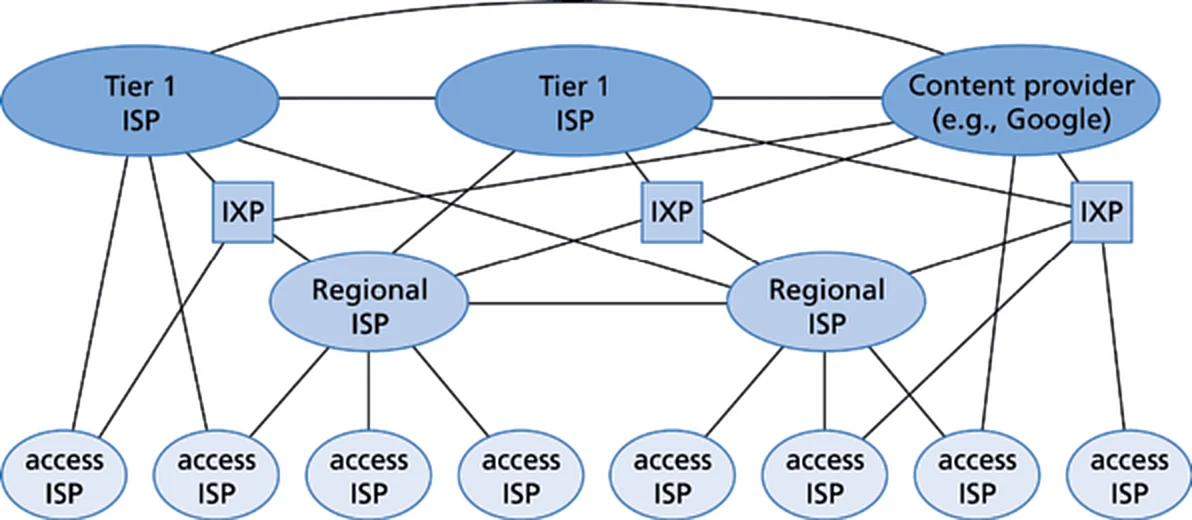 Tier 1
ISP
Tier 1
ISP
Content provider
(e.g., Google)
IXP
IXP
IXP
Regional
ISP
Regional
ISP
access
ISP
access
ISP
access
ISP
access
ISP
access
ISP
access
ISP
access
ISP
access
ISP